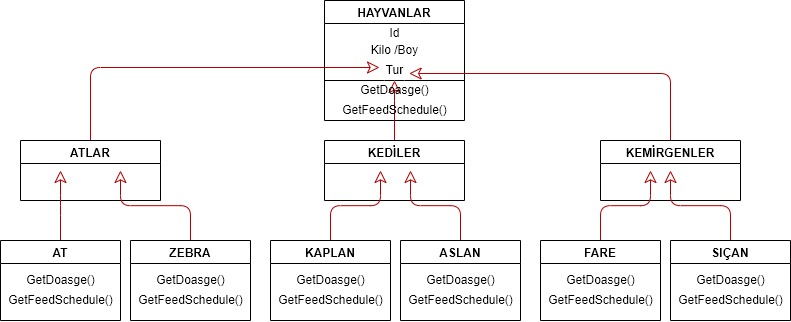 HAYVANLAR
Id
Kilo /Boy
Tur
GetDoasge()
GetFeedSchedule()
ATLAR
KEDİLER
KEMİRGENLER
AT
GetDoasge()
GetFeedSchedule()
ZEBRA
GetDoasge()
GetFeedSchedule()
KAPLAN
GetDoasge()
GetFeedSchedule()
ASLAN
GetDoasge()
GetFeedSchedule()
FARE
GetDoasge()
GetFeedSchedule()
SIÇAN
GetDoasge()
GetFeedSchedule()